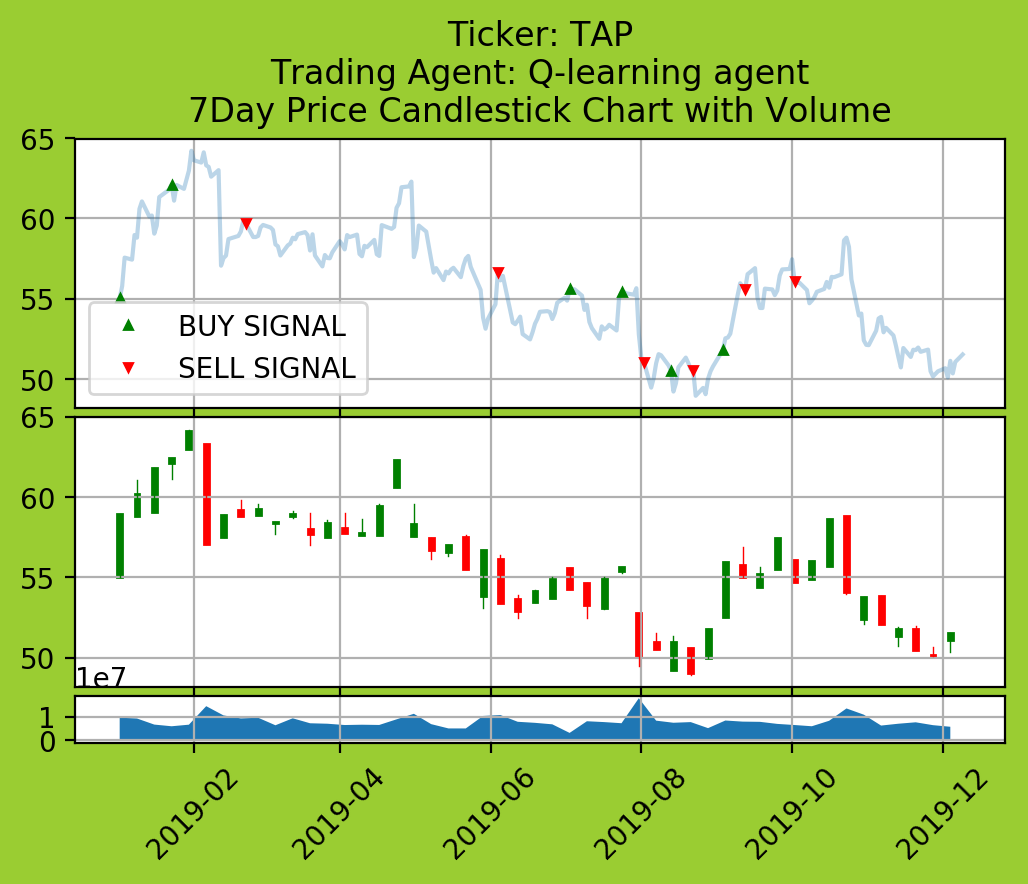 Ticker: TAP
Trading Agent: Q-learning agent
7Day Price Candlestick Chart with Volume
65
60
55
50
BUY SIGNAL
SELL SIGNAL
65
60
55
50
1e7
1
0
2019-02
2019-04
2019-06
2019-08
2019-10
2019-12